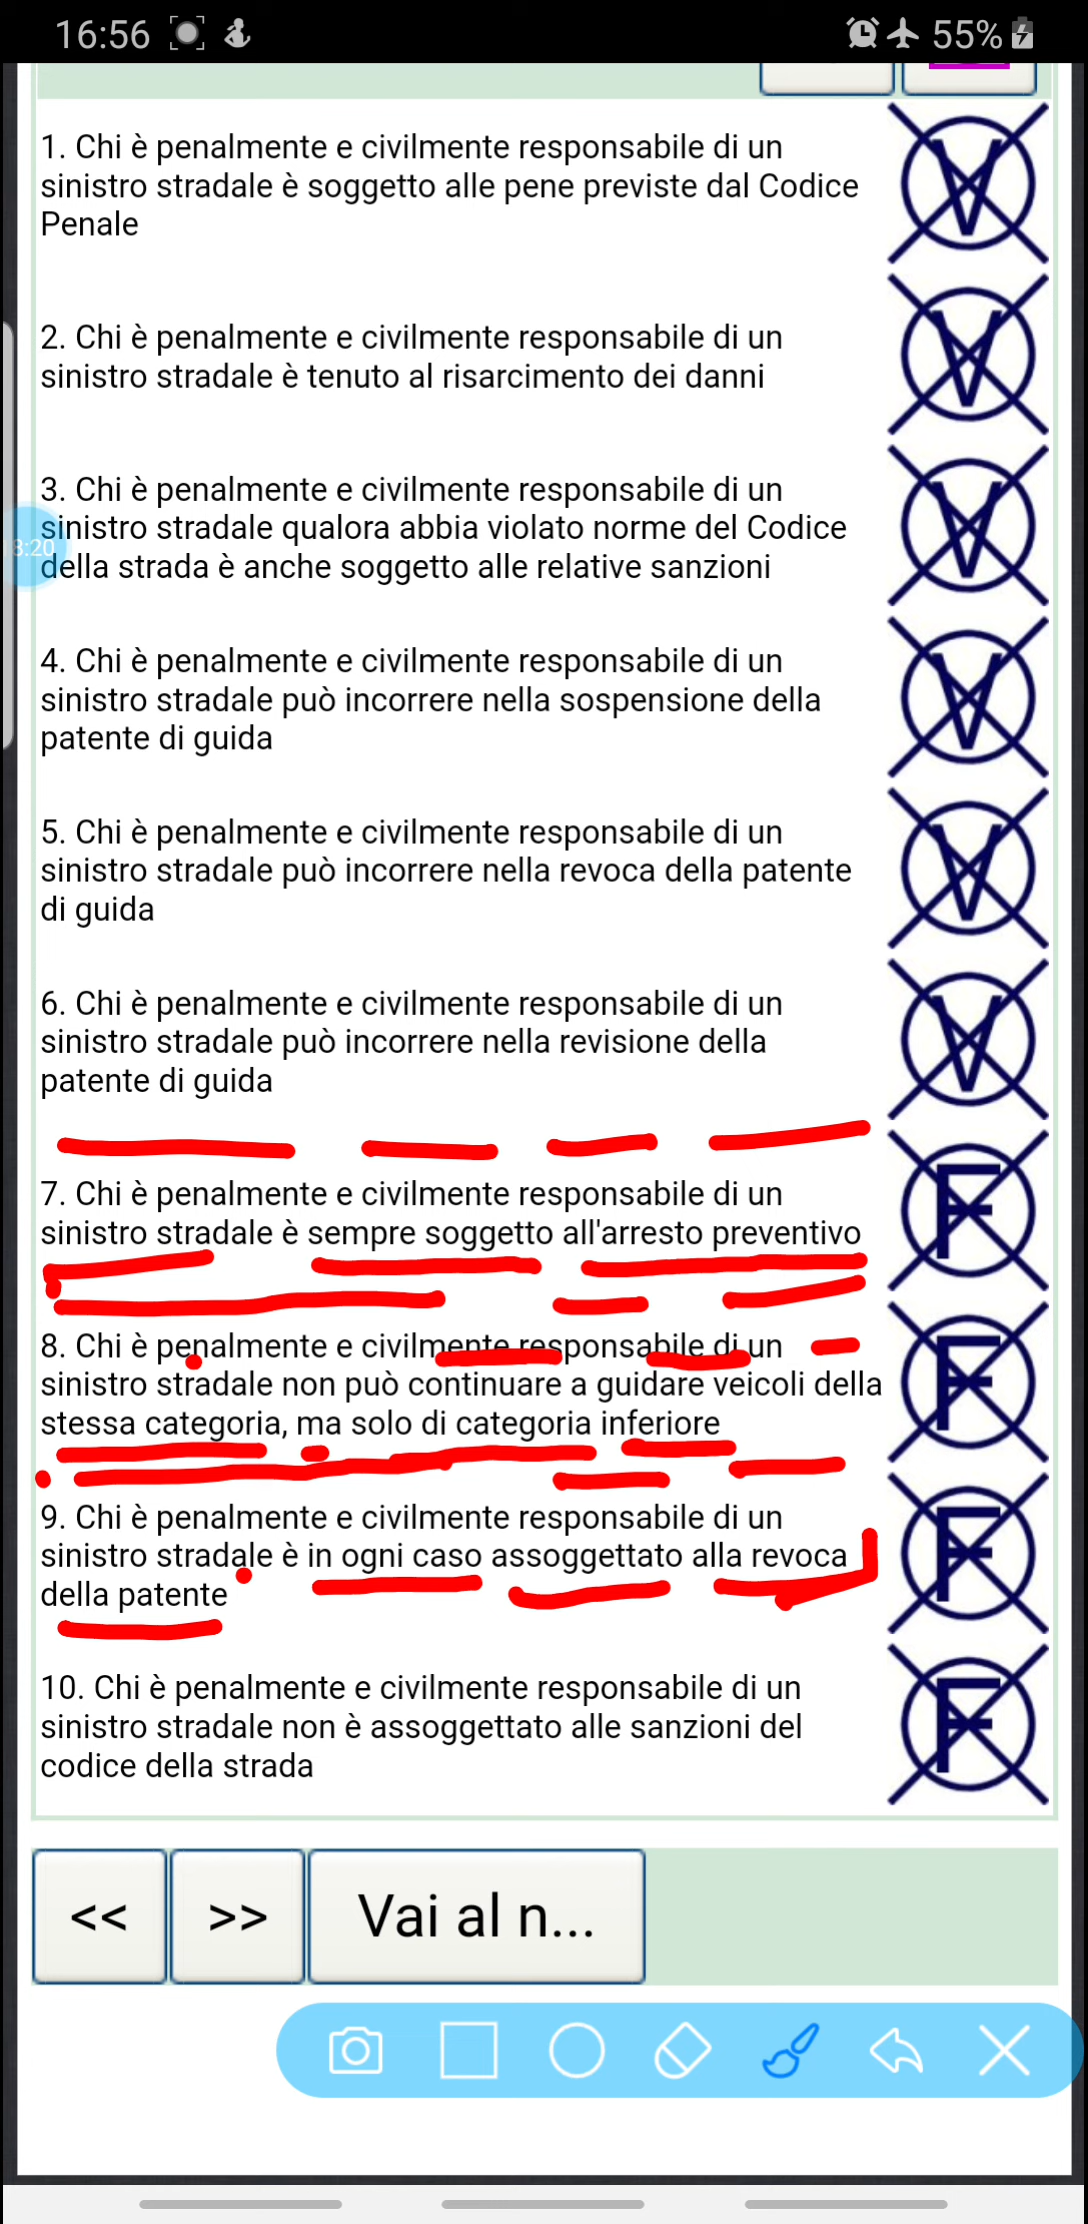 16:56
55%
1. Chi è penalmente e civilmente responsabile di un
sinistro stradale è soggetto alle pene previste dal Codice
Penale
V
2. Chi è penalmente e civilmente responsabile di un
sinistro stradale è tenuto al risarcimento dei danni
V
3. Chi è penalmente e civilmente responsabile di un
sinistro stradale qualora abbia violato norme del Codice
della strada è anche soggetto alle relative sanzioni
V
4. Chi è penalmente e civilmente responsabile di un
sinistro stradale può incorrere nella sospensione della
patente di guida
V
5. Chi è penalmente e civilmente responsabile di un
sinistro stradale può incorrere nella revoca della patente
di guida
V
6. Chi è penalmente e civilmente responsabile di un
sinistro stradale può incorrere nella revisione della
patente di guida
V
7. Chi è penalmente e civilmente responsabile di un
sinistro stradale è sempre soggetto all'arresto preventivo
F
8. Chi è penalmente e civilmente responsabile di un
sinistro stradale non può continuare a guidare veicoli della
stessa categoria, ma solo di categoria inferiore
F
9. Chi è penalmente e civilmente responsabile di un
sinistro stradale è in ogni caso assoggettato alla revoca
della patente
F
10. Chi è penalmente e civilmente responsabile di un
sinistro stradale non è assoggettato alle sanzioni del
codice della strada
F
<< >> Vai al n...